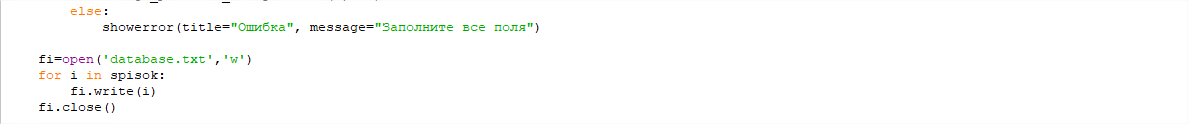 else:
showerror(title="Ошибка", message="Заполните все поля")
fi=open('database.txt','w')
for i in spisok:
fi.write(i)
fi.close()